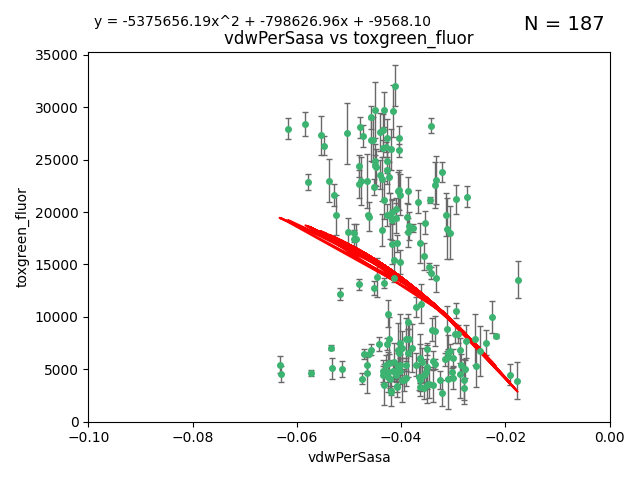 y = -5375656.19x^2 + -798626.96x + -9568.10
N = 187
vdwPerSasa vs toxgreen_fluor
35000
30000
25000
20000
15000
10000
5000
0
toxgreen_fluor
−0.10 −0.08 −0.06 −0.04 −0.02 0.00
vdwPerSasa